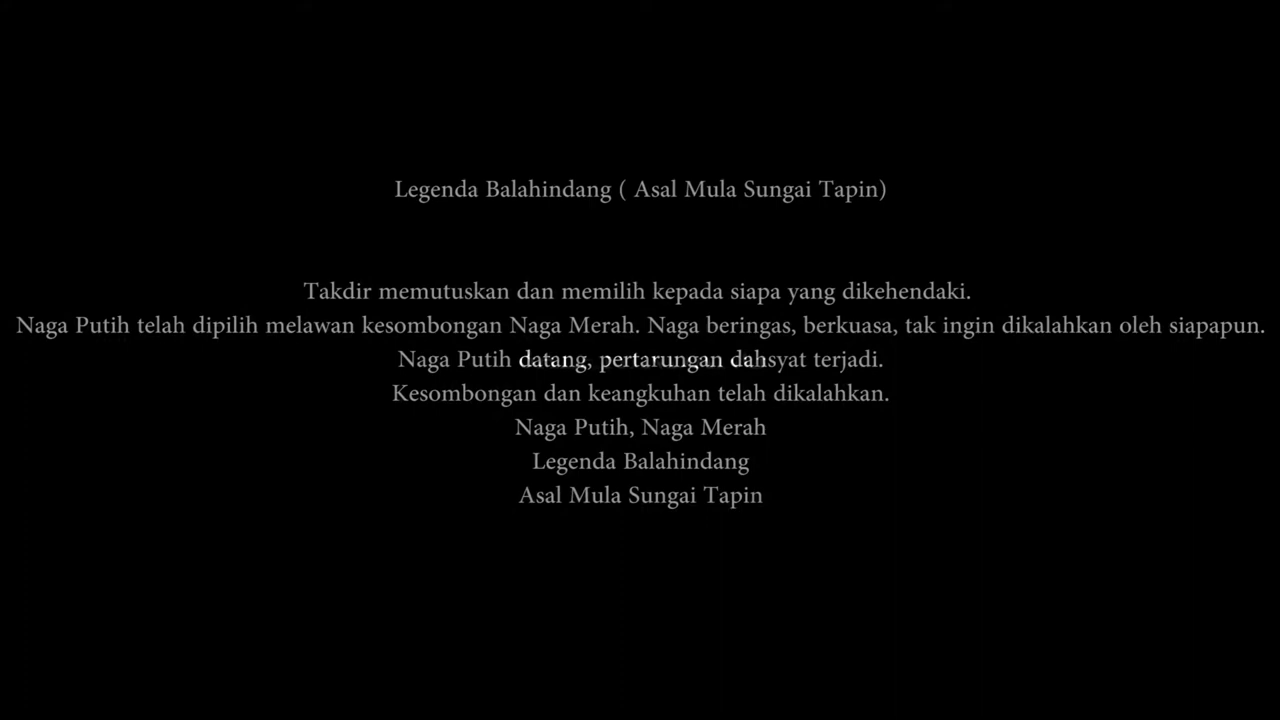 Legenda Balahindang ( Asal Mula Sungai Tapin)
Takdir memutuskan dan memilih kepada siapa yang dikehendaki.
Naga Putih telah dipilih melawan kesombongan Naga Merah. Naga beringas, berkuasa, tak ingin dikalahkan oleh siapapun.
Naga Putih datang, pertarungan dahsyat terjadi.
Kesombongan dan keangkuhan telah dikalahkan.
Naga Putih, Naga Merah
Legenda Balahindang
Asal Mula Sungai Tapin